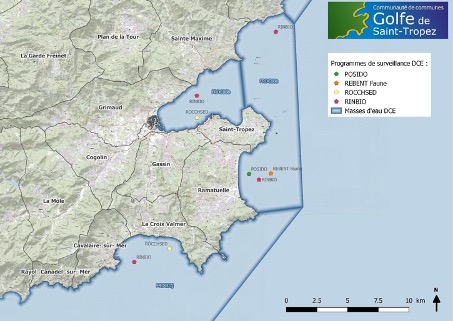 Communauté de communes
Golfe de
Saint-Tropez
Programmes de surveillance DCE :
POSIDO
REBENT Faune
ROCCHSED
RINBIO
Masses d'eau DCE
RINBIO
Plan de la Tour
Sainte Maxime
La Garde Freinet
RINBIO
Grimaud
ROCCHSED
Saint-Tropez
Cogolin
Gassin
POSIDO
REBENT Faune
RINBIO
Ramatuelle
La Môle
La Croix Valmer
Cavalaire- sur- Mer
ROCCHSED
RINBIO
Rayol- Canadel- sur- Mer
N
0 2.5 5 7.5 10 km